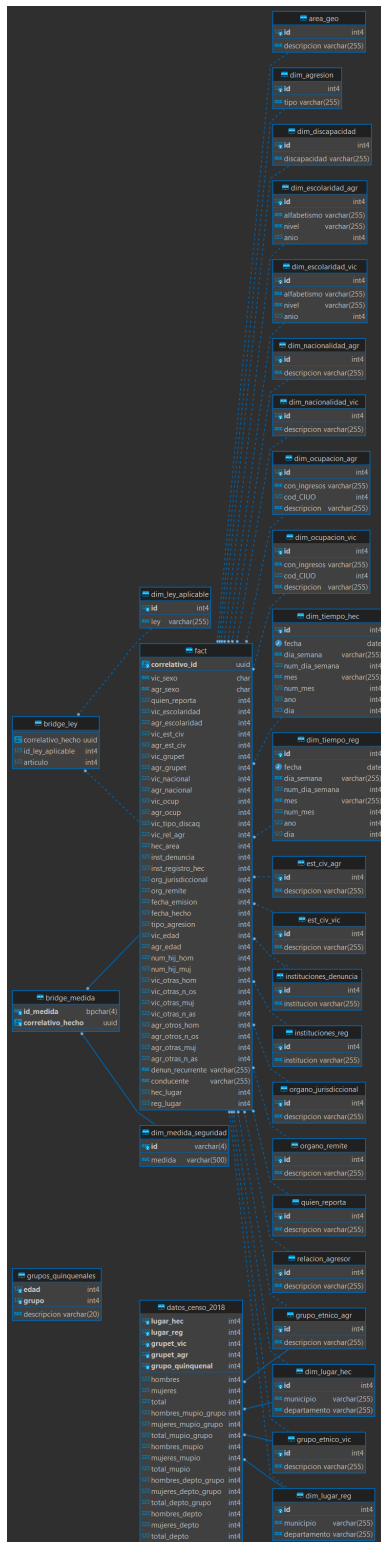 area_geo
id int4
descripcion varchar(255)
dim_agresion
id int4
tipo varchar(255)
dim_discapacidad
id int4
discapacidad varchar(255)
dim_escolaridad_agr
id int4
alfabetismo varchar(255)
nivel varchar(255)
anio int4
dim_escolaridad_vic
id int4
alfabetismo varchar(255)
nivel varchar(255)
anio int4
dim_nacionalidad_agr
id int4
descripcion varchar(255)
dim_nacionalidad_vic
id int4
descripcion varchar(255)
dim_ocupacion_agr
id int4
con_ingresos varchar(255)
cod_CIUO int4
descripcion varchar(255)
dim_ocupacion_vic
id int4
con_ingresos varchar(255)
cod_CIUO int4
descripcion varchar(255)
dim_ley_aplicable
id int4
ley varchar(255)
dim_tiempo_hec
id int4
fecha date
dia_semana varchar(255)
num_dia_semana int4
mes varchar(255)
num_mes int4
ano int4
dia int4
fact
correlativo_id uuid
vic_sexo char
agr_sexo char
quien_reporta int4
vic_escolaridad int4
agr_escolaridad int4
vic_est_civ int4
agr_est_civ int4
vic_grupet int4
agr_grupet int4
vic_nacional int4
agr_nacional int4
vic_ocup int4
agr_ocup int4
vic_tipo_discaq int4
vic_rel_agr int4
hec_area int4
inst_denuncia int4
inst_registro_hec int4
org_jurisdiccional int4
org_remite int4
fecha_emision int4
fecha_hecho int4
tipo_agresion int4
vic_edad int4
agr_edad int4
num_hij_hom int4
num_hij_muj int4
vic_otras_hom int4
vic_otras_n_os int4
vic_otras_muj int4
vic_otras_n_as int4
agr_otros_hom int4
agr_otros_n_os int4
agr_otras_muj int4
agr_otras_n_as int4
denun_recurrente varchar(255)
conducente varchar(255)
hec_lugar int4
reg_lugar int4
bridge_ley
correlativo_hecho uuid
id_ley_aplicable int4
articulo int4
dim_tiempo_reg
id int4
fecha date
dia_semana varchar(255)
num_dia_semana int4
mes varchar(255)
num_mes int4
ano int4
dia int4
est_civ_agr
id int4
descripcion varchar(255)
est_civ_vic
id int4
descripcion varchar(255)
instituciones_denuncia
id int4
institucion varchar(255)
bridge_medida
id_medida bpchar(4)
correlativo_hecho uuid
instituciones_reg
id int4
institucion varchar(255)
organo_jurisdiccional
id int4
descripcion varchar(255)
dim_medida_seguridad
id varchar(4)
medida varchar(500)
organo_remite
id int4
descripcion varchar(255)
quien_reporta
id int4
descripcion varchar(255)
relacion_agresor
id int4
descripcion varchar(255)
grupos_quinquenales
edad int4
grupo int4
descripcion varchar(20)
datos_censo_2018
lugar_hec int4
lugar_reg int4
grupet_vic int4
grupet_agr int4
grupo_quinquenal int4
hombres int4
mujeres int4
total int4
hombres_mupio_grupo int4
mujeres_mupio_grupo int4
total_mupio_grupo int4
hombres_mupio int4
mujeres_mupio int4
total_mupio int4
hombres_depto_grupo int4
mujeres_depto_grupo int4
total_depto_grupo int4
hombres_depto int4
mujeres_depto int4
total_depto int4
grupo_etnico_agr
id int4
descripcion varchar(255)
dim_lugar_hec
id int4
municipio varchar(255)
departamento varchar(255)
grupo_etnico_vic
id int4
descripcion varchar(255)
dim_lugar_reg
id int4
municipio varchar(255)
departamento varchar(255)